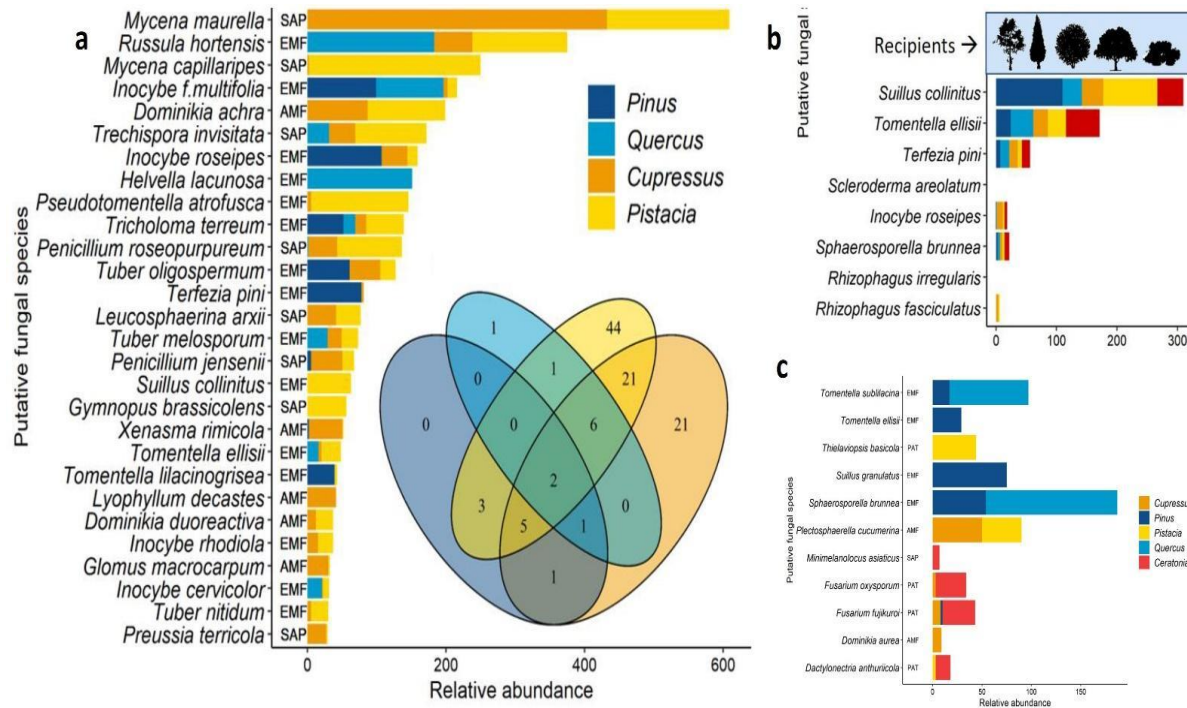 a
Putative fungal species
Mycena maurella SAP
Russula hortensis EMF
Mycena capillaripes SAP
Inocybe f.multifolia EMF
Dominikia achra AMF
Trechispora invisitata SAP
Inocybe roseipes EMF
Helvella lacunosa EMF
Pseudotomentella atrofusca EMF
Tricholoma terreum EMF
Penicillium roseopurpureum SAP
Tuber oligospermum EMF
Terfezia pini EMF
Leucosphaerina arxii SAP
Tuber melosporum EMF
Penicillium jensenii SAP
Suillus collinitus EMF
Gymnopus brassicolens SAP
Xenasma rimicola AMF
Tomentella ellisii EMF
Tomentella lilacinogrisea EMF
Lyophyllum decastes AMF
Dominikia duoreactiva AMF
Inocybe rhodiola EMF
Glomus macrocarpum AMF
Inocybe cervicolor EMF
Tuber nitidum EMF
Preussia terricola SAP
0 200 400 600
Relative abundance
Pinus
Quercus
Cupressus
Pistacia
1 44
0 1 21
0 0 6 21
2
3 0
5 1
1
b
Recipients →
Putative fungal
Suillus collinitus
Tomentella ellisii
Terfezia pini
Scleroderma areolatum
Inocybe roseipes
Sphaerosporella brunnea
Rhizophagus irregularis
Rhizophagus fasciculatus
0 100 200 300
c
Putative fungal species
Tomentella sublilacina EMF
Tomentella ellisii EMF
Thielaviopsis basicola PAT
Suillus granulatus EMF
Sphaerosporella brunnea EMF
Plectosphaerella cucumerina AMF
Minimelanolocus asiaticus SAP
Fusarium oxysporum PAT
Fusarium fujikuroi PAT
Dominikia aurea AMF
Dactylonectria anthuriicola PAT
0 50 100 150
Relative abundance
Cupressu
Pinus
Pistacia
Quercus
Ceratonia